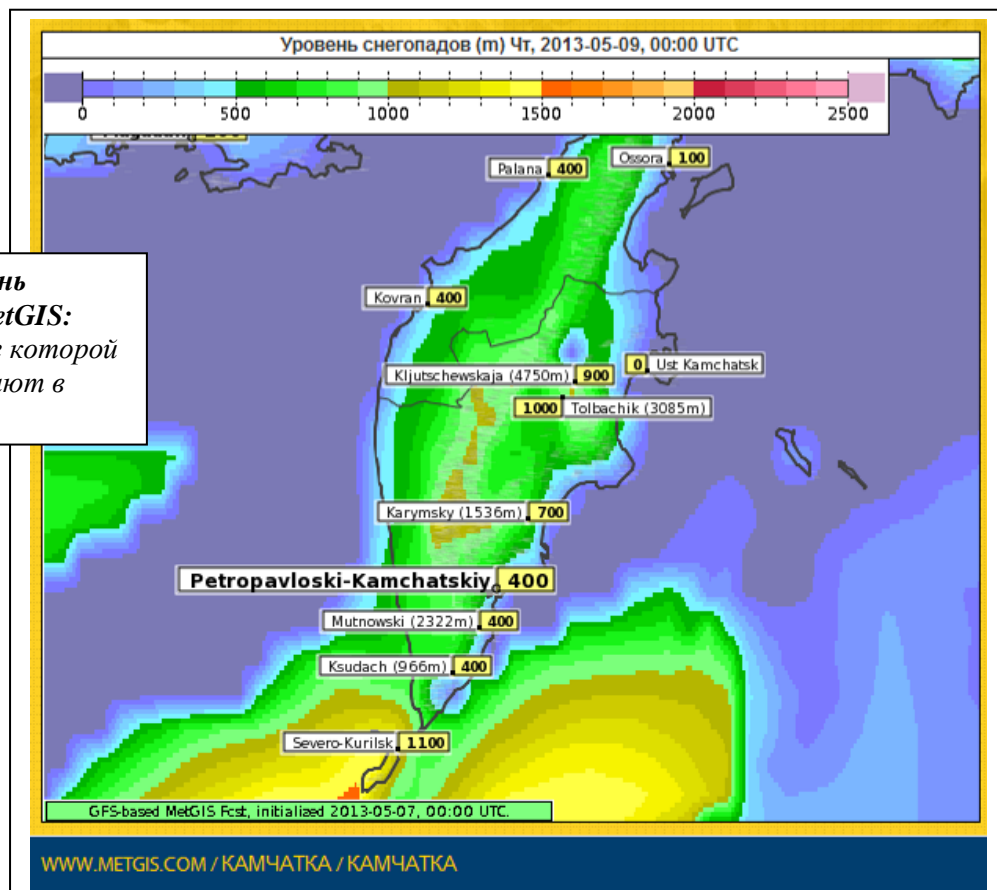 Уровень снегопадов (m) Чт, 2013-05-09, 00:00 UTC
0 500 1000 1500 2000 2500
Palana 400
Ossora 100
Kovran 400
нь
etGIS:
которой
ают в
0 Ust Kamchatsk
Kljutschewskaja (4750m) 900
1000 Tolbachik (3085m)
Karymsky (1536m) 700
Petropavloski-Kamchatskiy 400
Mutnowski (2322m) 400
Ksudach (966m) 400
Severo-Kurilsk 1100
GFS-based MetGIS Fcst, initialized 2013-05-07, 00:00 UTC.
WWW.METGIS.COM / КАМЧАТКА / КАМЧАТКА